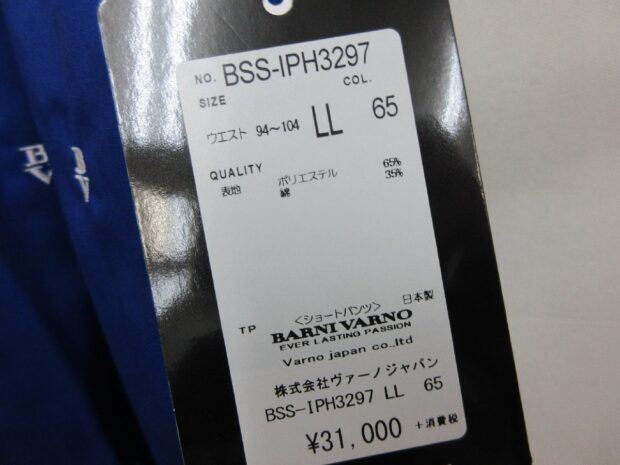 NO. BSS-IPH3297
SIZE COL.
ウエスト 94～104 LL 65
QUALITY
表地 ポリエステル 65%
綿 35%
<ショートパンツ> 日本製
TP BARNI VARNO
EVER LASTING PASSION
Varno japan co.,ltd
株式会社ヴァーノジャパン
BSS-IPH3297 LL 65
¥31,000 +消費税